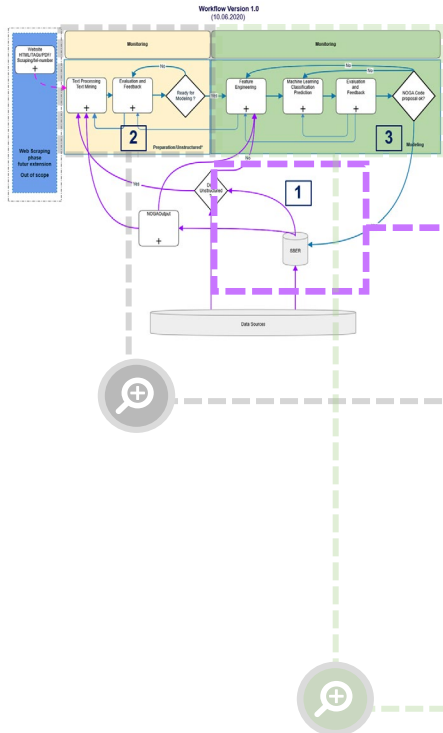 Workflow Version 1.0
(10.06.2020)
Monitoring
Monitoring
Website
HTML/TAGs/PDF/
Scraping/tel-number
+
Text Processing
Text Mining
+
Evaluation and
Feedback
+
No
Ready for
Modeling ?
Yes
Feature
Engineering
+
Machine Learning
Classification
Prediction
+
Evaluation
and
Feedback
+
No
No
NOGA Code
proposal ok?
2
3
Preparation/Unstructured"
Modeling
Web Scraping
phase
futur extension
Out of scope
No
Yes
Unstructured
1
NOGAOutput
+
Data Sources